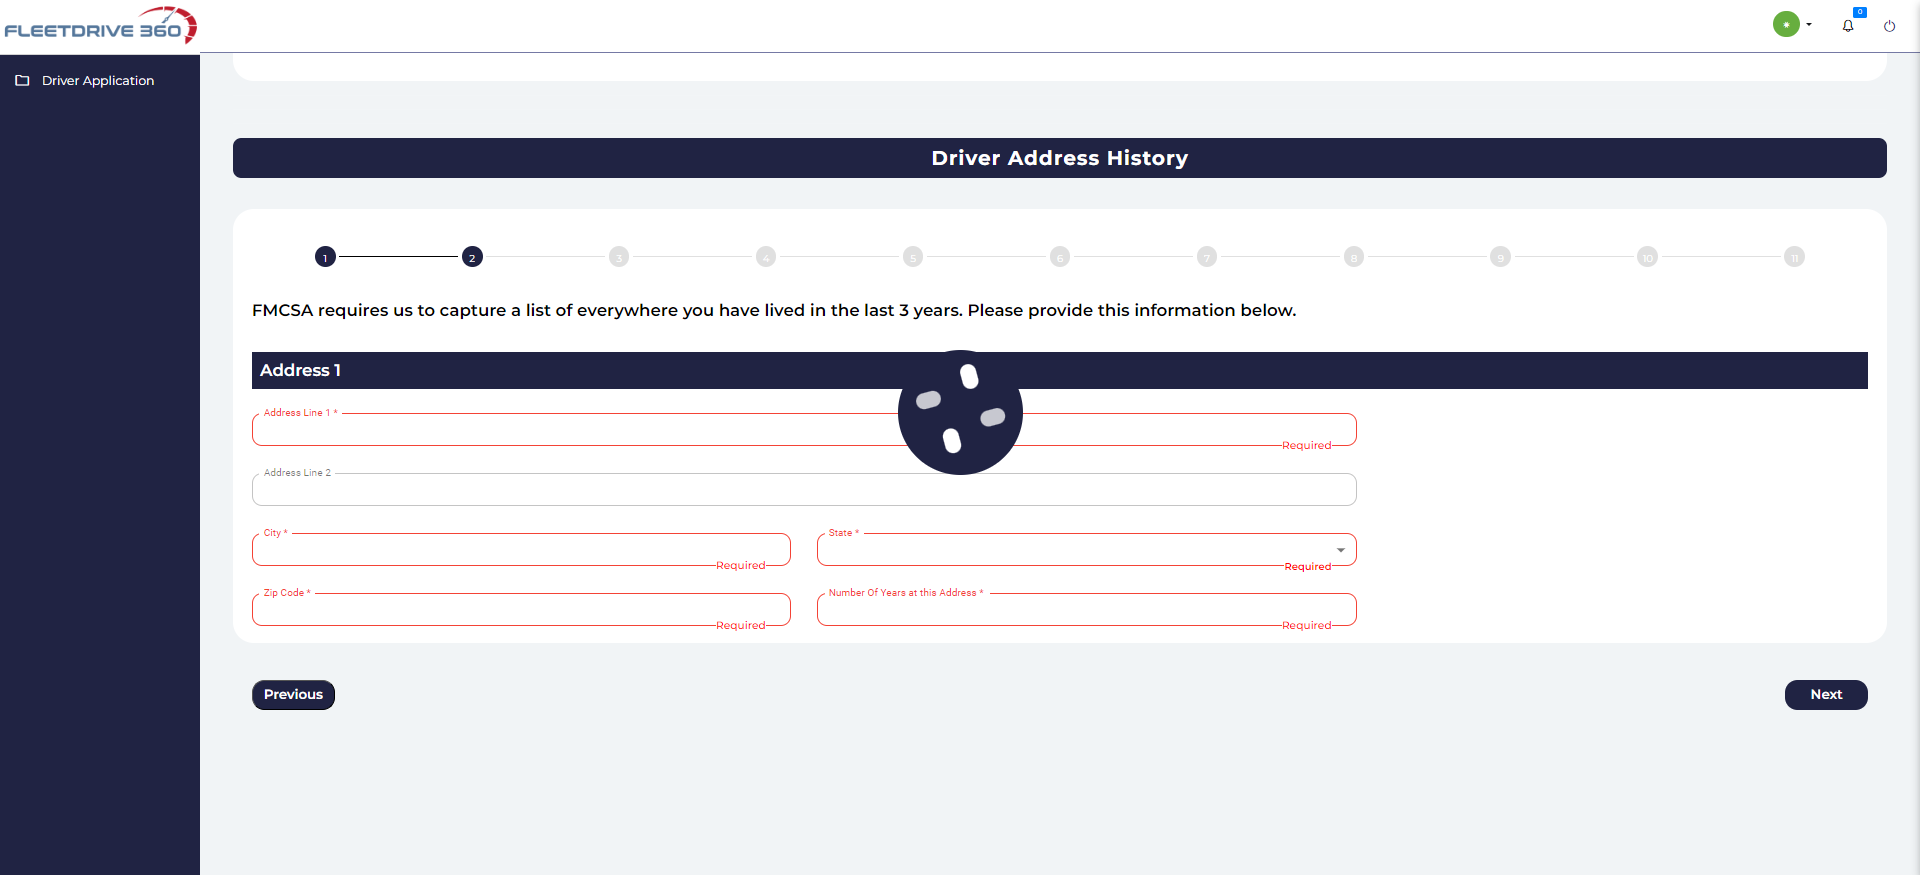 FLEETDRIVE 360
0
Driver Application
Driver Address History
1 2 3 4 5 6 7 8 9 10 11
FMCSA requires us to capture a list of everywhere you have lived in the last 3 years. Please provide this information below.
Address 1
Address Line 1 *
Required
Address Line 2
City * State *
Required Required
Zip Code * Number Of Years at this Address *
Required Required
Previous Next